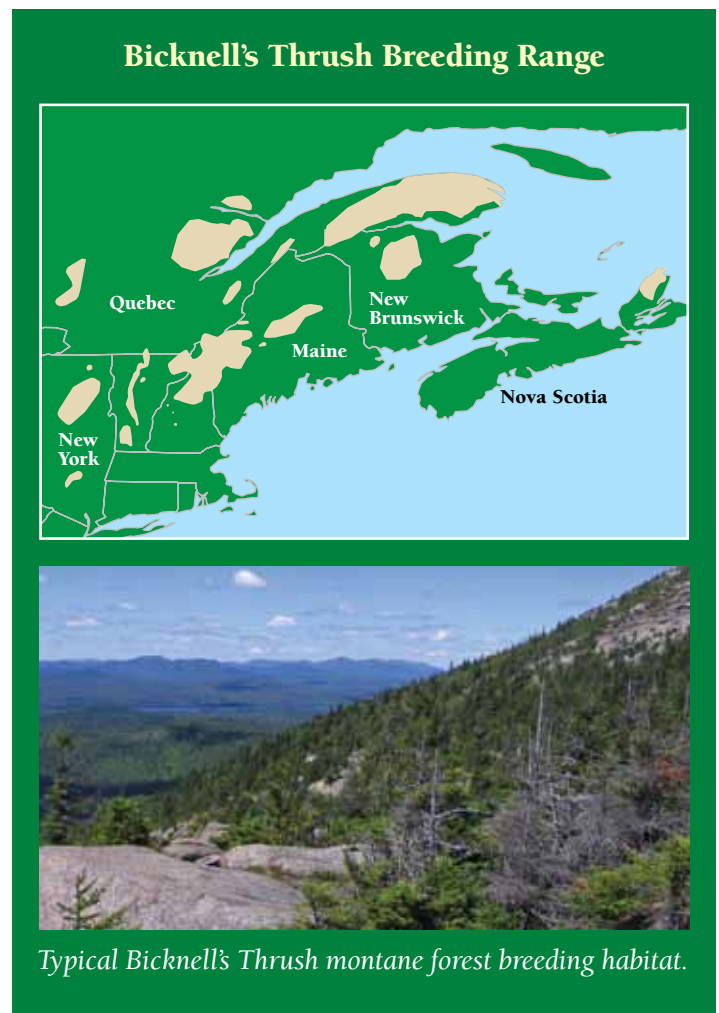 Bicknell's Thrush Breeding Range
Quebec
New
Brunswick
Maine
Nova Scotia
New
York
Typical Bicknell's Thrush montane forest breeding habitat.